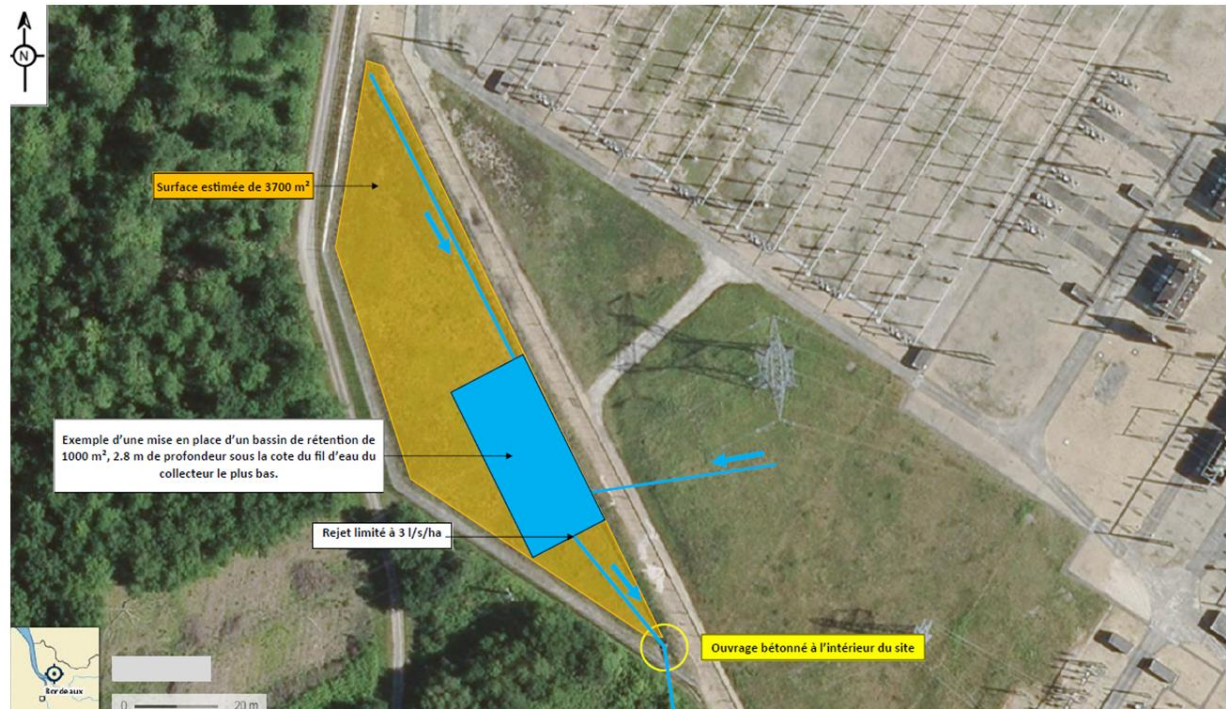 N
Surface estimée de 3700 m²
Exemple d'une mise en place d'un bassin de rétention de
1000 m², 2.8 m de profondeur sous la cote du fil d'eau du
collecteur le plus bas.
Rejet limité à 3 l/s/ha
Ouvrage bétonné à l'intérieur du site
Bordeaux
0 20 m